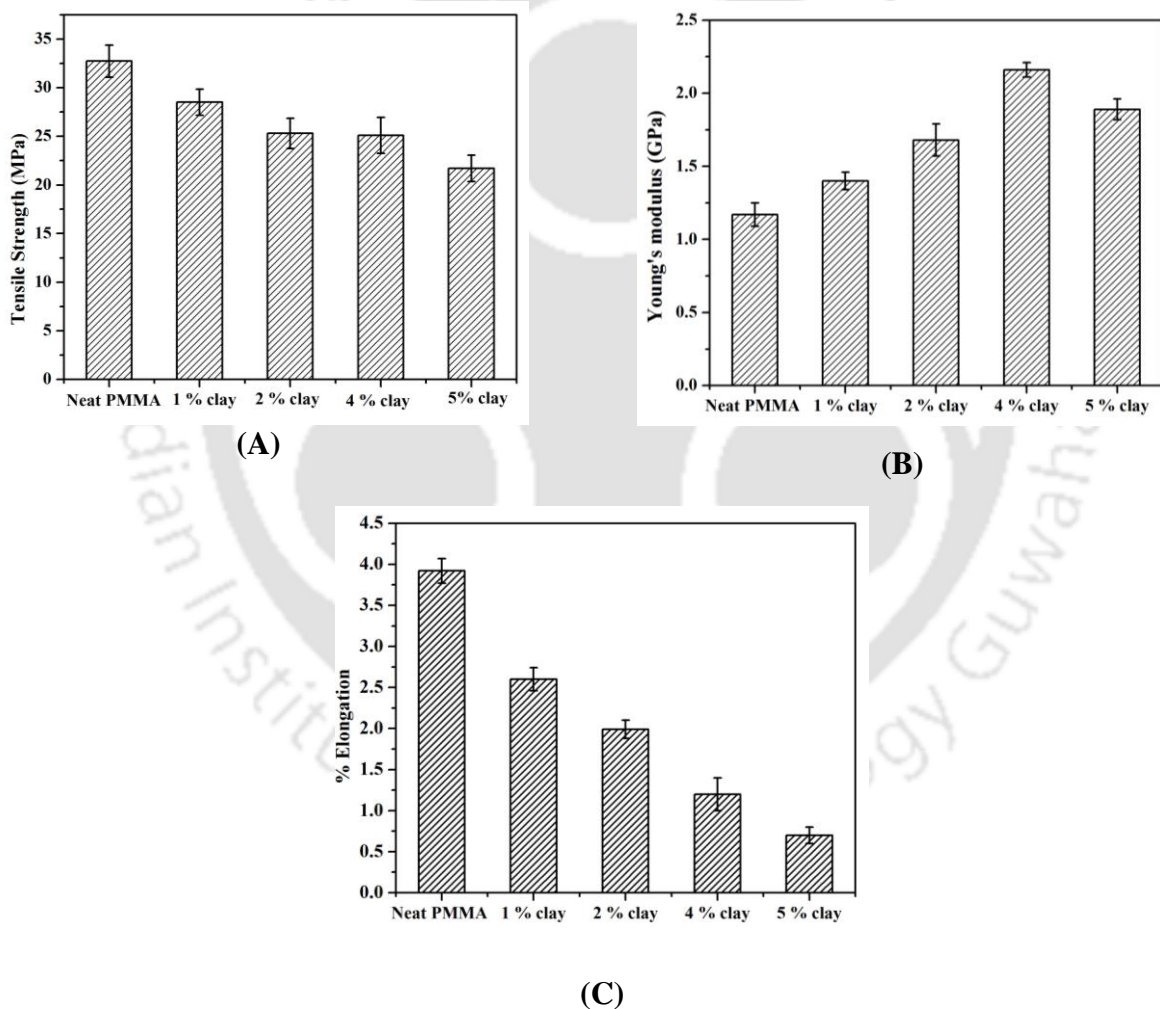 Tensile Strength (MPa)
35
30
25
20
15
10
5
0
Neat PMMA 1 % clay 2 % clay 4 % clay 5% clay
(A)
Young's modulus (GPa)
2.5
2.0
1.5
1.0
0.5
0.0
Neat PMMA 1 % clay 2 % clay 4 % clay 5 % clay
(B)
% Elongation
4.5
4.0
3.5
3.0
2.5
2.0
1.5
1.0
0.5
0.0
Neat PMMA 1 % clay 2 % clay 4 % clay 5 % clay
(C)